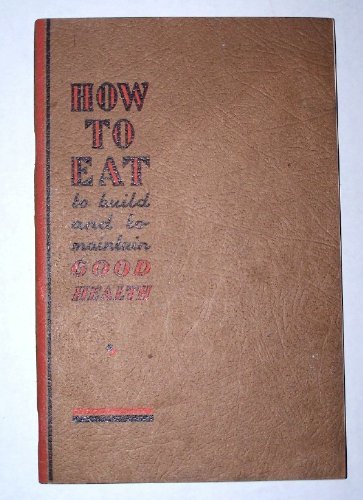 HOW
TO
EAT
to build
and to
maintain
GOOD
HEALTH